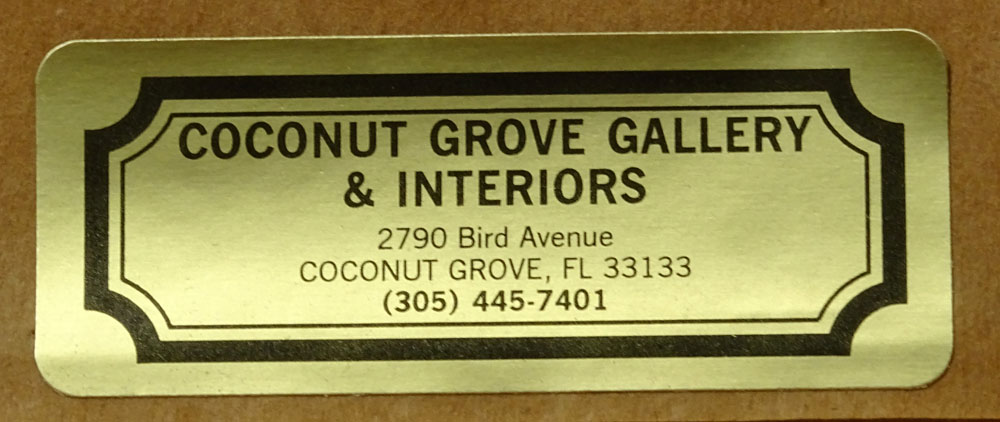 COCONUT GROVE GALLERY
& INTERIORS
2790 Bird Avenue
COCONUT GROVE, FL 33133
(305) 445-7401